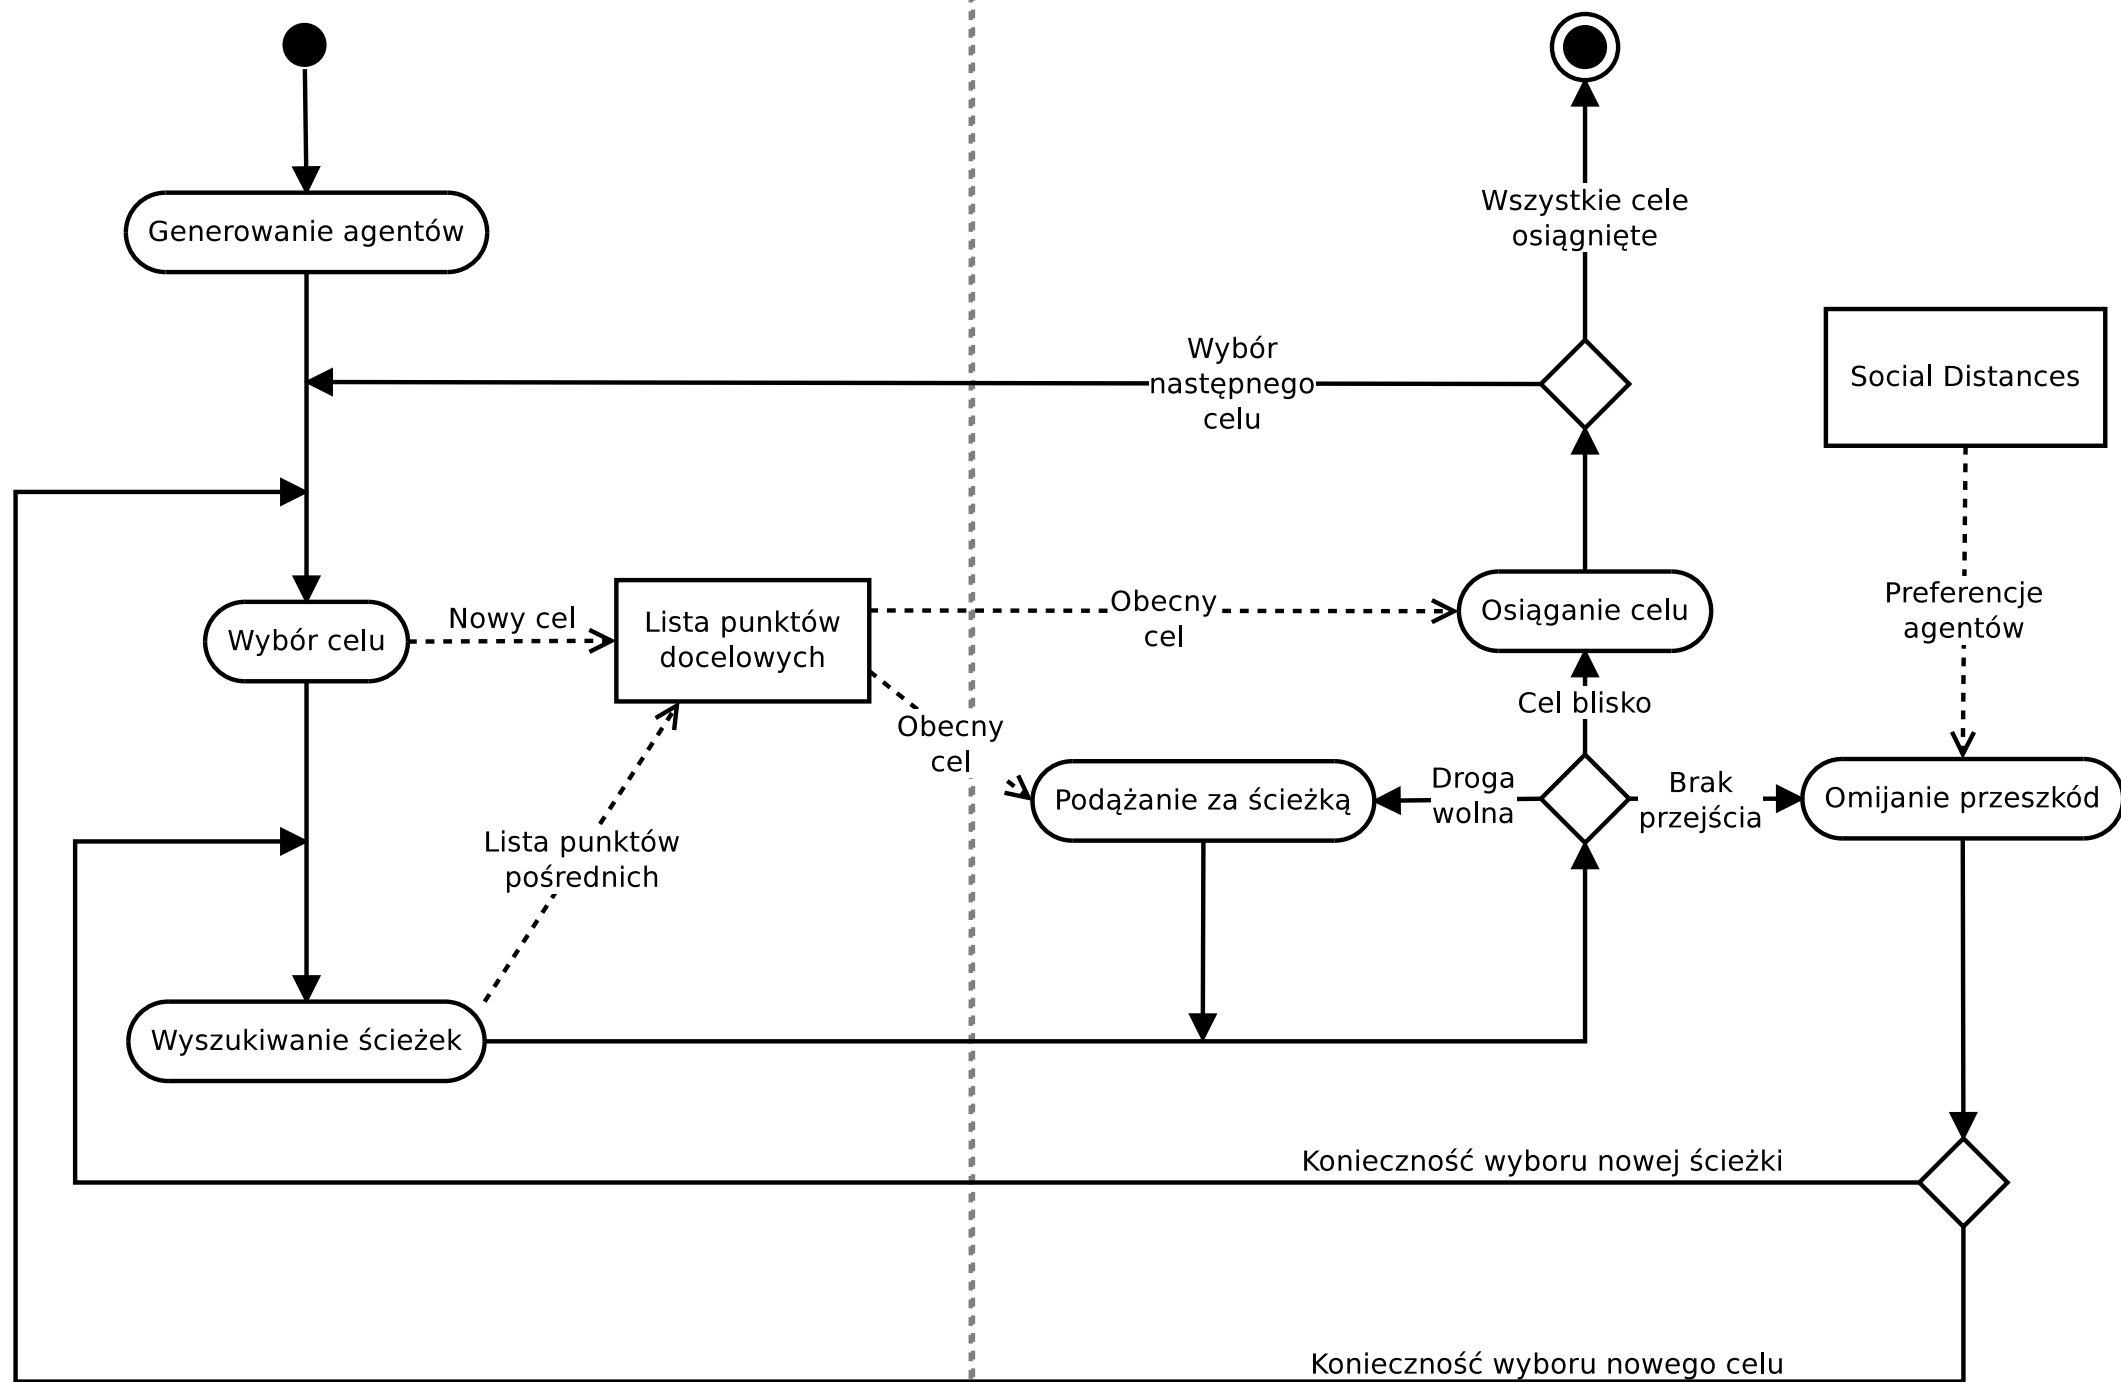 Generowanie agentów
Wszystkie cele
osiągnięte
Wybór
następnego
celu
Social Distances
Wybór celu
Nowy cel
Lista punktów
docelowych
Obecny
cel
Osiąganie celu
Preferencje
agentów
Obecny
cel
Cel blisko
Podążanie za ścieżką
Droga
wolna
Brak
przejścia
Omijanie przeszkód
Lista punktów
pośrednich
Wyszukiwanie ścieżek
Konieczność wyboru nowej ścieżki
Konieczność wyboru nowego celu